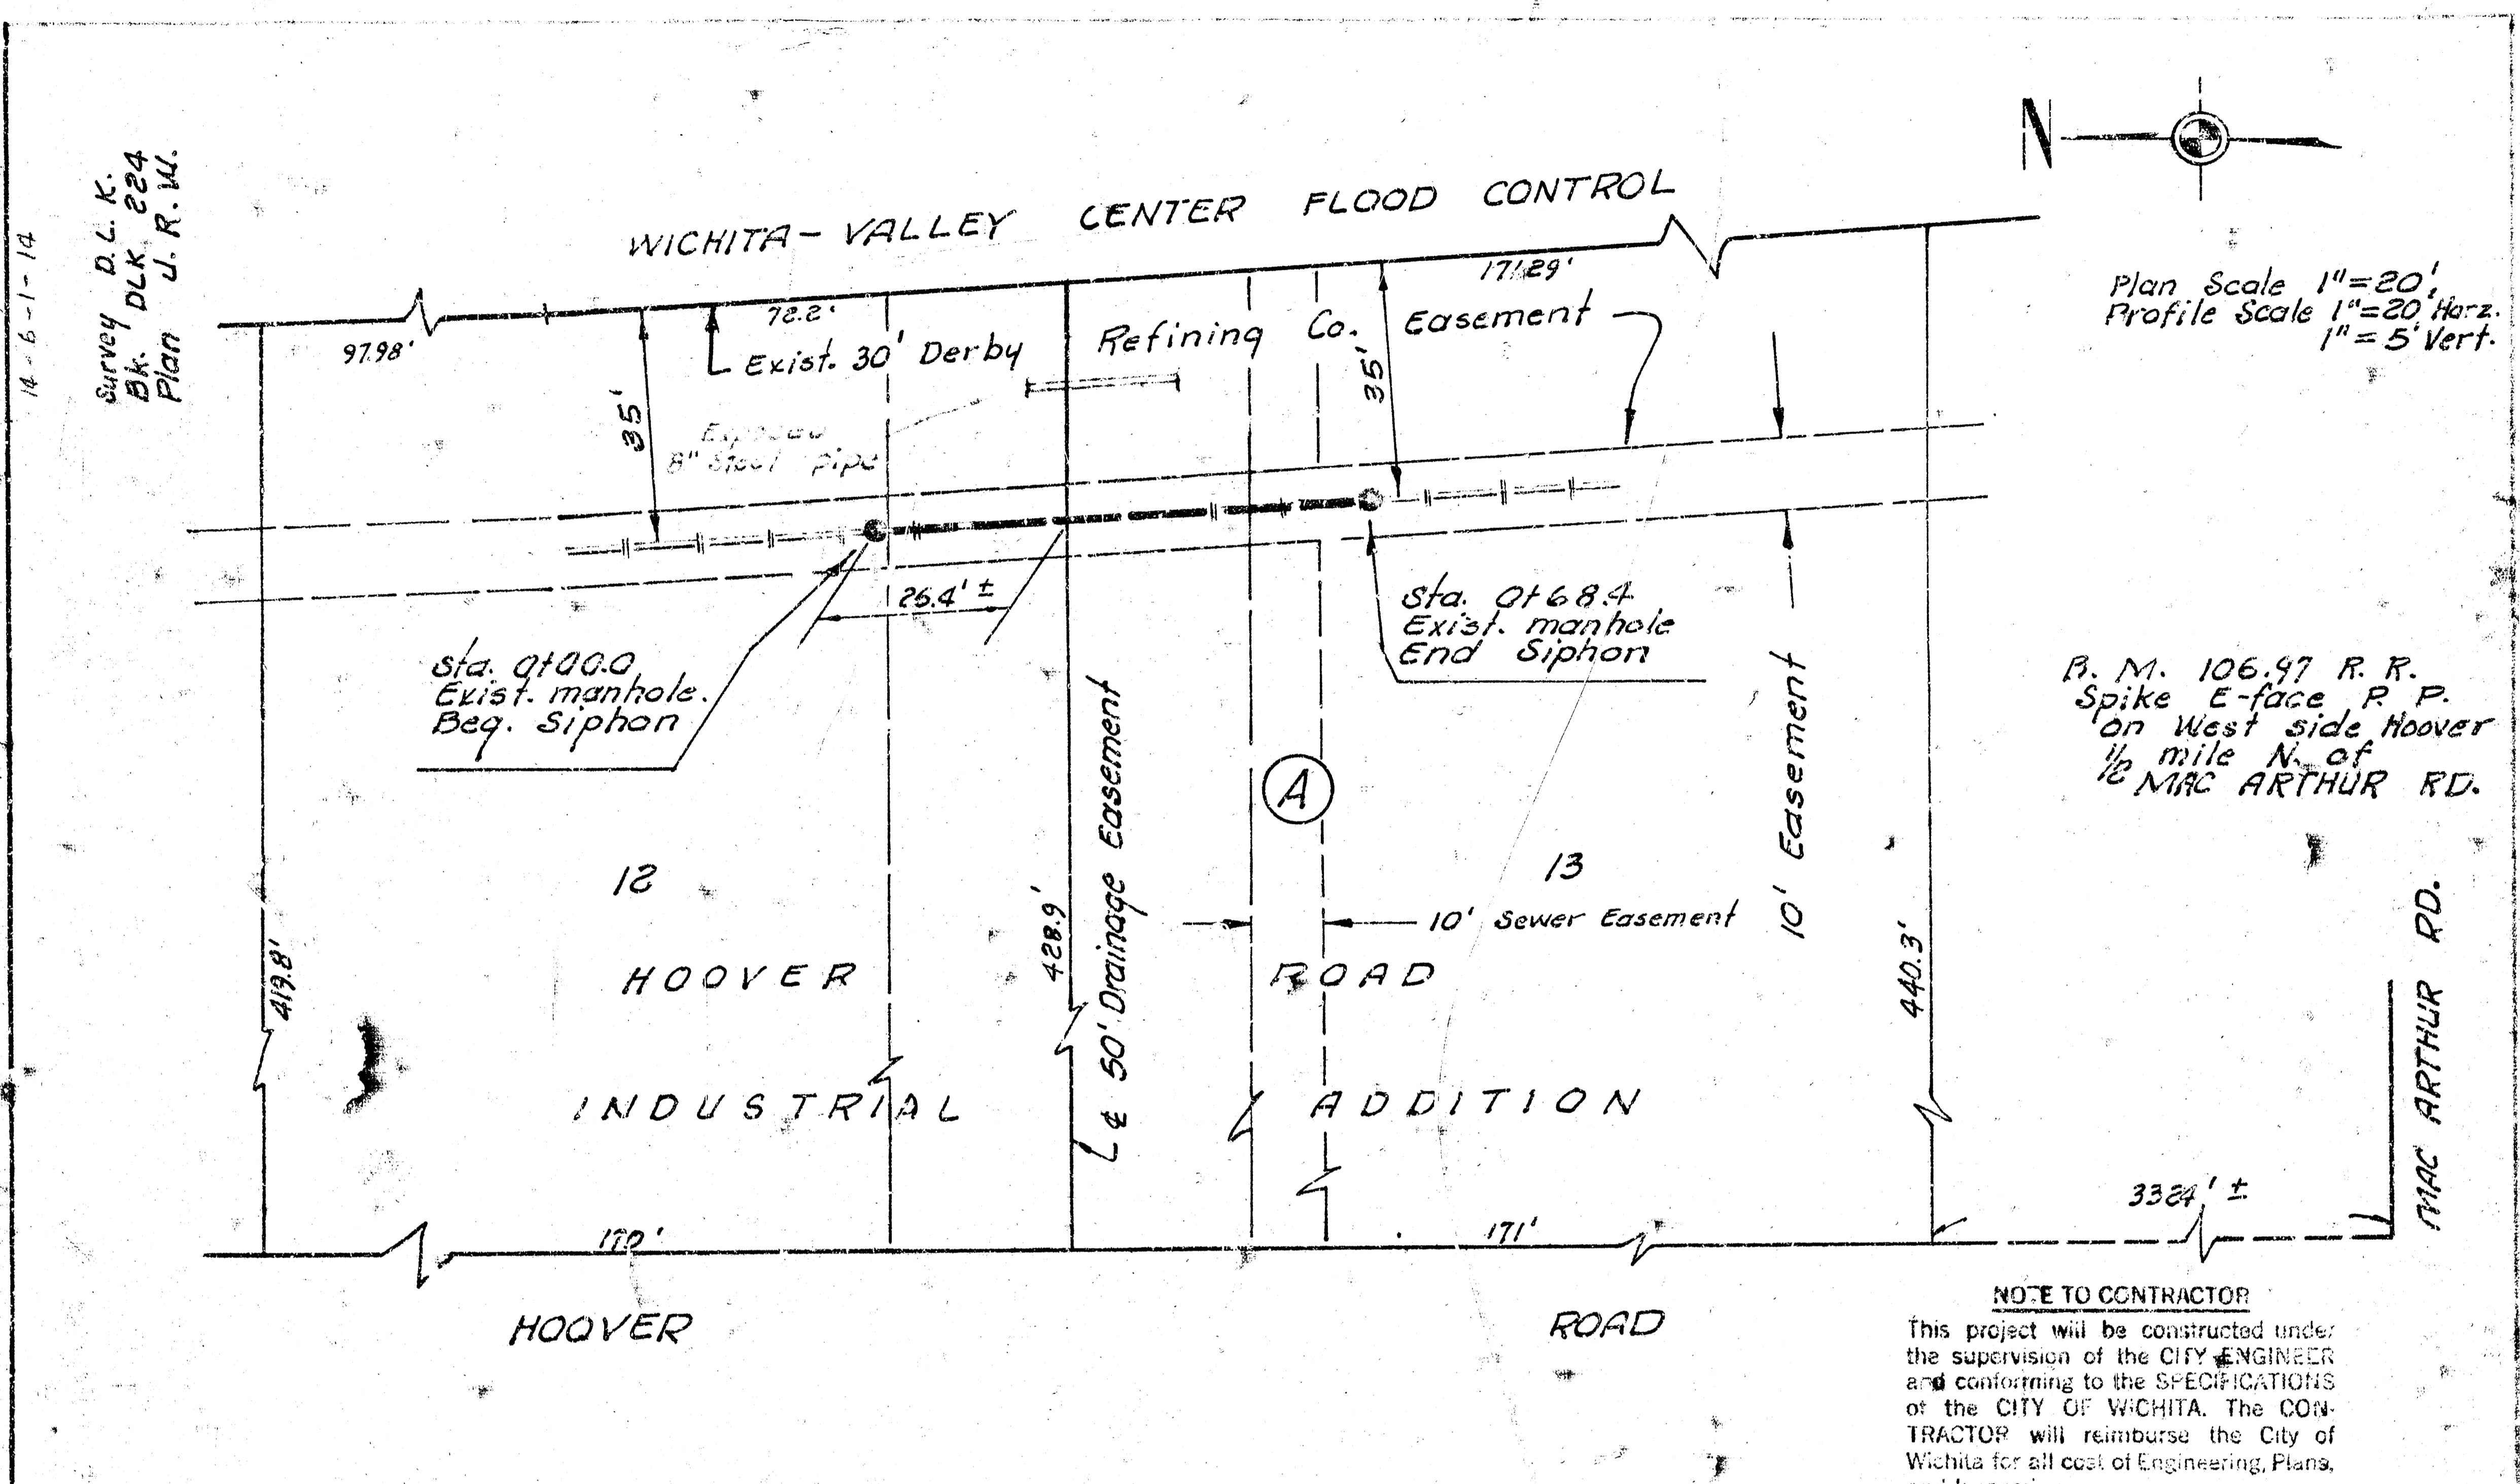 14-6-1-14
Survey D.L.K.
Bk. DLK 224
Plan J.R.W.
WICHITA-VALLEY CENTER FLOOD CONTROL
N
Plan Scale 1"=20',
Profile Scale 1"=20' Horz.
1"=5' Vert.
97.98'
72.2'
171.29'
Exist. 30' Derby Refining Co. Easement
35'
35'
8" Steel pipe
26.4' ±
Sta. 0+00.0
Exist. manhole.
Beg. Siphon
Sta. 0+68.4
Exist. manhole
End Siphon
B. M. 106.97 R. R.
Spike E-face P. P.
on West side Hoover
1/2 mile N. of
MAC ARTHUR RD.
10' Easement
℄ 50' Drainage Easement
A
12
13
10' Sewer Easement
419.8'
428.9'
440.3'
HOOVER ROAD
INDUSTRIAL ADDITION
MAC ARTHUR RD.
170'
171'
3324' ±
HOOVER ROAD
NOTE TO CONTRACTOR
This project will be constructed under
the supervision of the CITY ENGINEER
and conforming to the SPECIFICATIONS
of the CITY OF WICHITA. The CON-
TRACTOR will reimburse the City of
Wichita for all cost of Engineering, Plans,